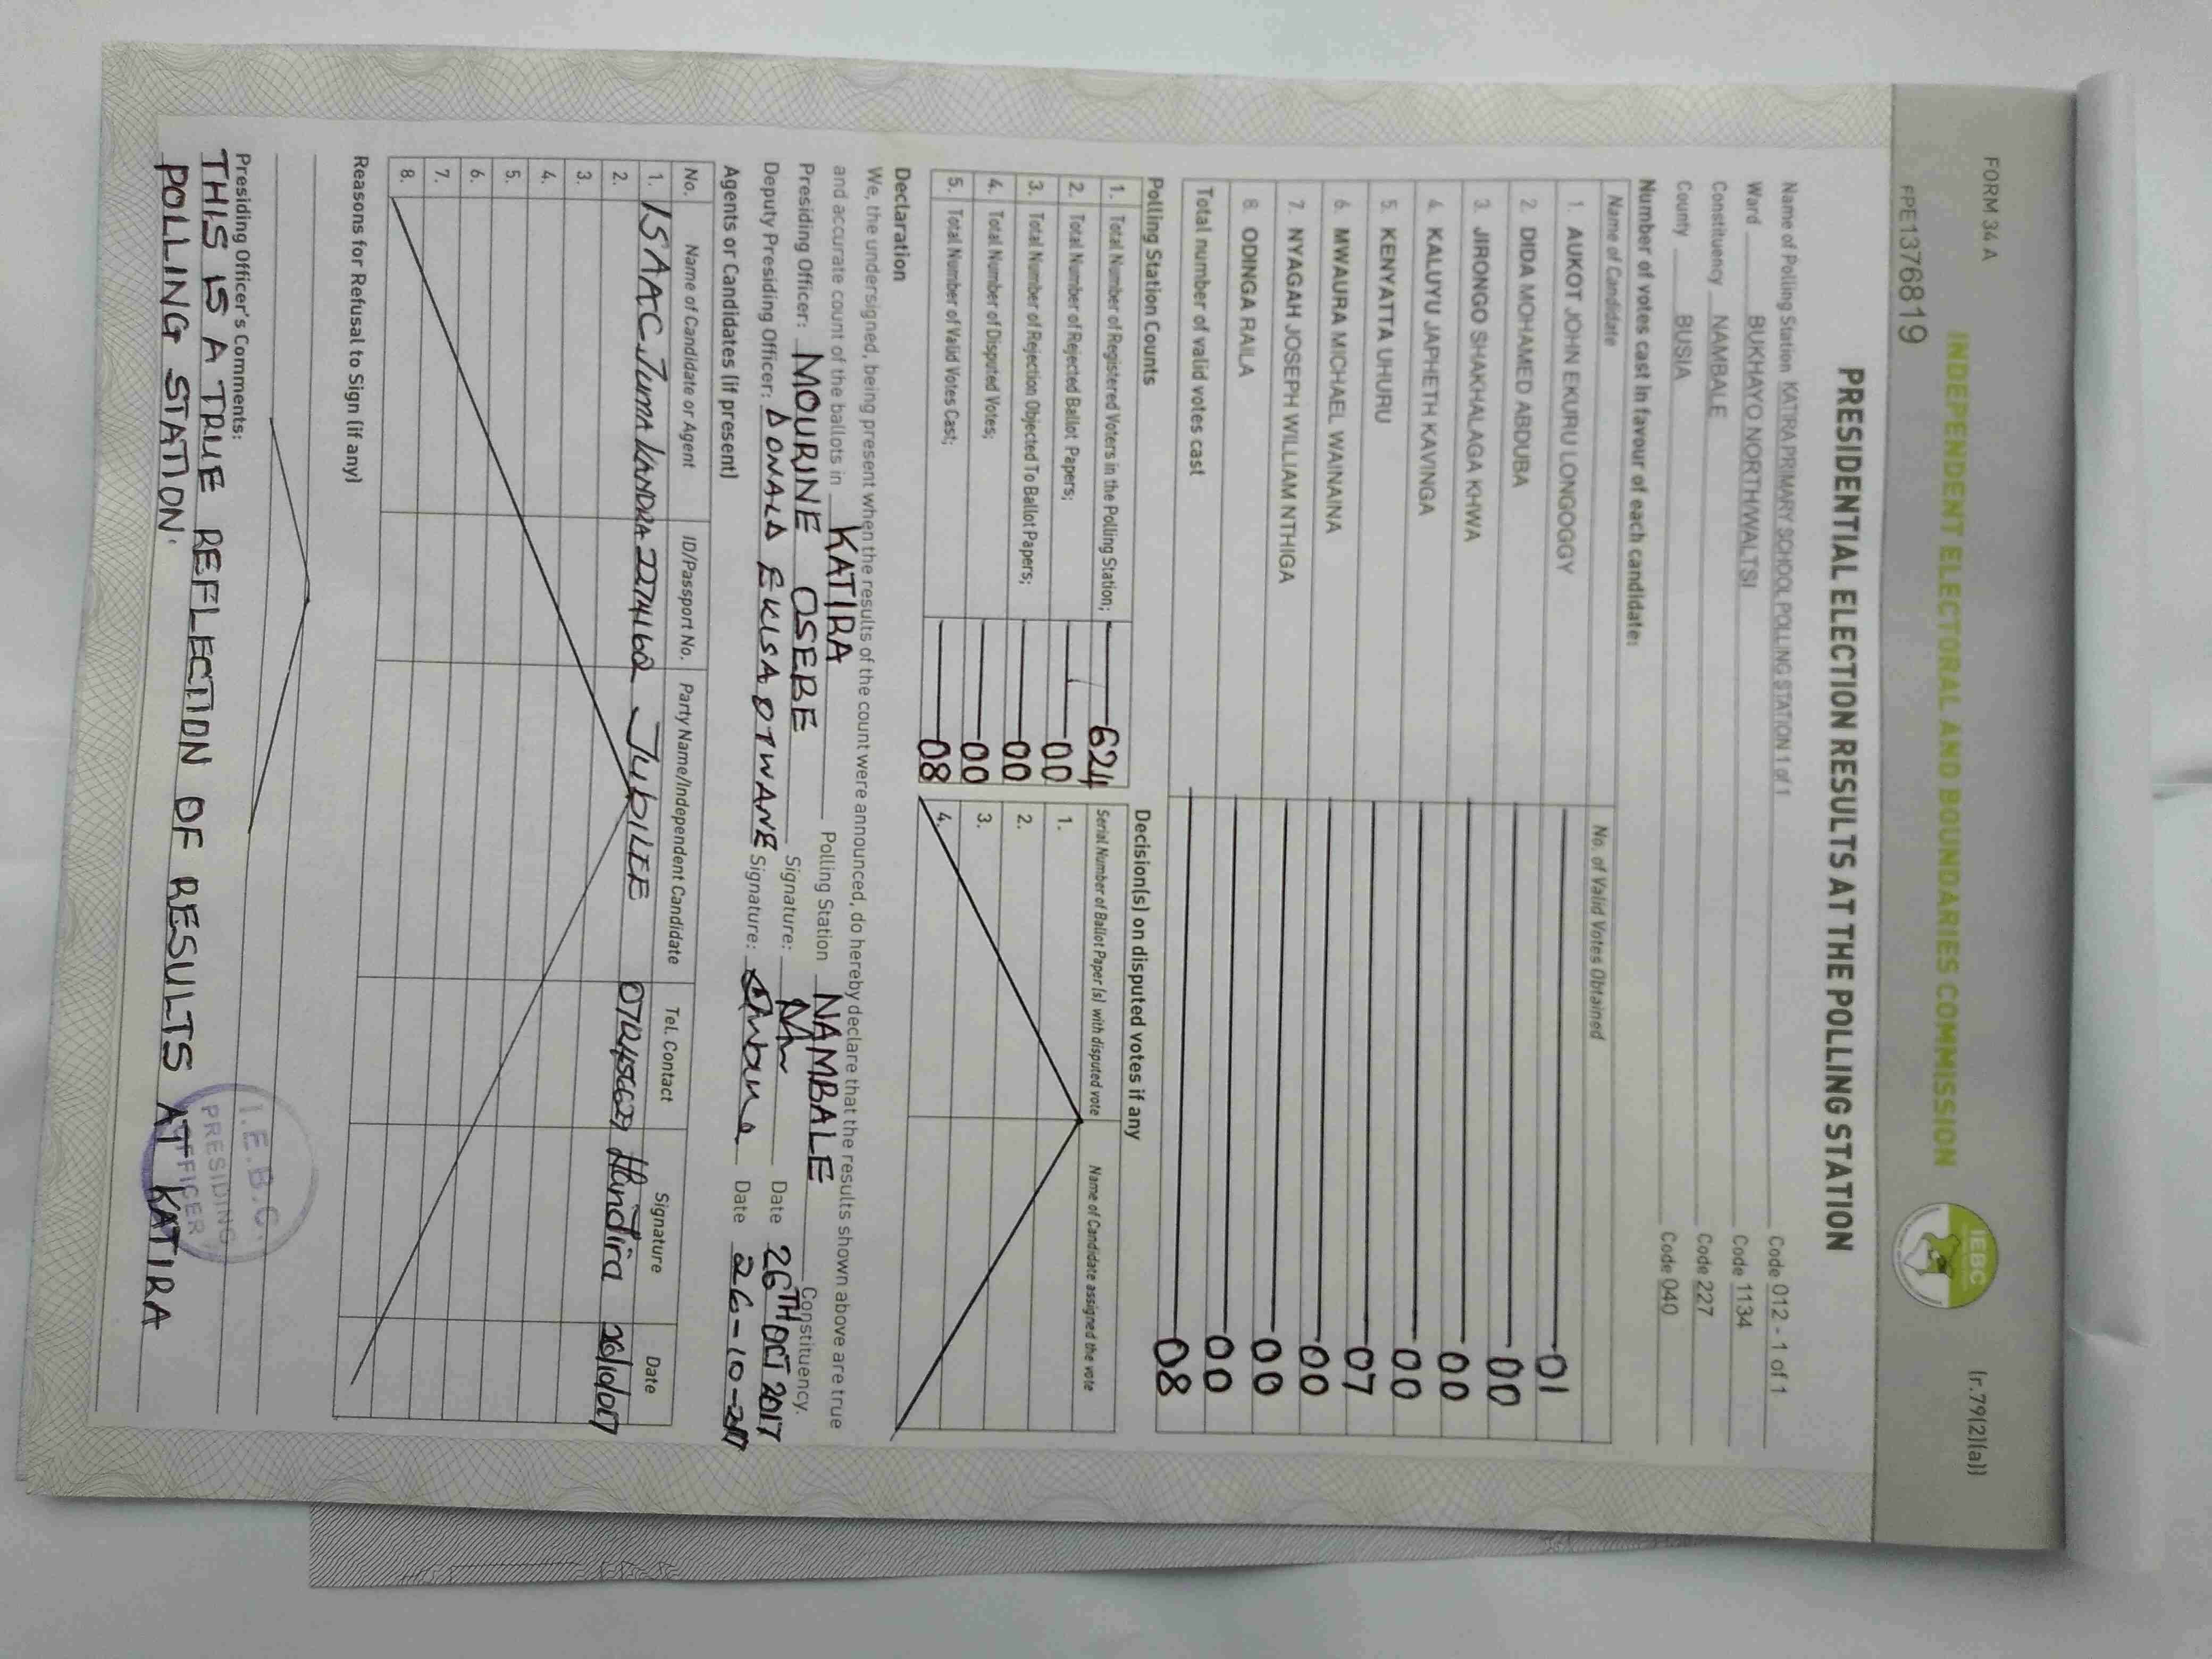 FORM 34 A
(r.79(2)(a))
FPE1376819
INDEPENDENT ELECTORAL AND BOUNDARIES COMMISSION
IEBC
PRESIDENTIAL ELECTION RESULTS AT THE POLLING STATION
Name of Polling Station KATRA PRIMARY SCHOOL POLLING STATION 1 of 1 Code 012 - 1 of 1
Ward BUKHAYO NORTH/WALTSI Code 1134
Constituency NAMBALE Code 227
County BUSIA Code 040
Number of votes cast in favour of each candidate:
Name of Candidate No. of Valid Votes Obtained
1. AUKOT JOHN EKURU LONGOGGY 01
2. DIDA MOHAMED ABDUBA 00
3. JIRONGO SHAKHALAGA KHWA 00
4. KALUYU JAPHETH KAVINGA 00
5. KENYATTA UHURU 07
6. MWAURA MICHAEL WAINAINA 00
7. NYAGAH JOSEPH WILLIAM NTHIGA 00
8. ODINGA RAILA 00
Total number of valid votes cast 08
Polling Station Counts
1. Total Number of Registered Voters in the Polling Station; 624
2. Total Number of Rejected Ballot Papers; 00
3. Total Number of Rejection Objected To Ballot Papers; 00
4. Total Number of Disputed Votes; 00
5. Total Number of Valid Votes Cast; 08
Decision(s) on disputed votes if any
Serial Number of Ballot Paper (s) with disputed vote Name of Candidate assigned the vote
1.
2.
3.
4.
Declaration
We, the undersigned, being present when the results of the count were announced, do hereby declare that the results shown above are true
and accurate count of the ballots in KATIRA Polling Station NAMBALE Constituency.
Presiding Officer: MOURINE OSEBE Signature: Date 26TH OCT 2017
Deputy Presiding Officer: DONALD EKISA OTWANE Signature: Date 26-10-2017
Agents or Candidates (if present)
No. Name of Candidate or Agent ID/Passport No. Party Name/Independent Candidate Tel. Contact Signature Date
1. ISAAC JUMA 2274162 JUBILEE
2.
3.
4.
5.
6.
7.
8.
Reasons for Refusal to Sign (if any)
Presiding Officer's Comments:
THIS IS A TRUE REFLECTION OF RESULTS AT KATIRA
POLLING STATION.
I.E.B.C.
PRESIDING
OFFICER